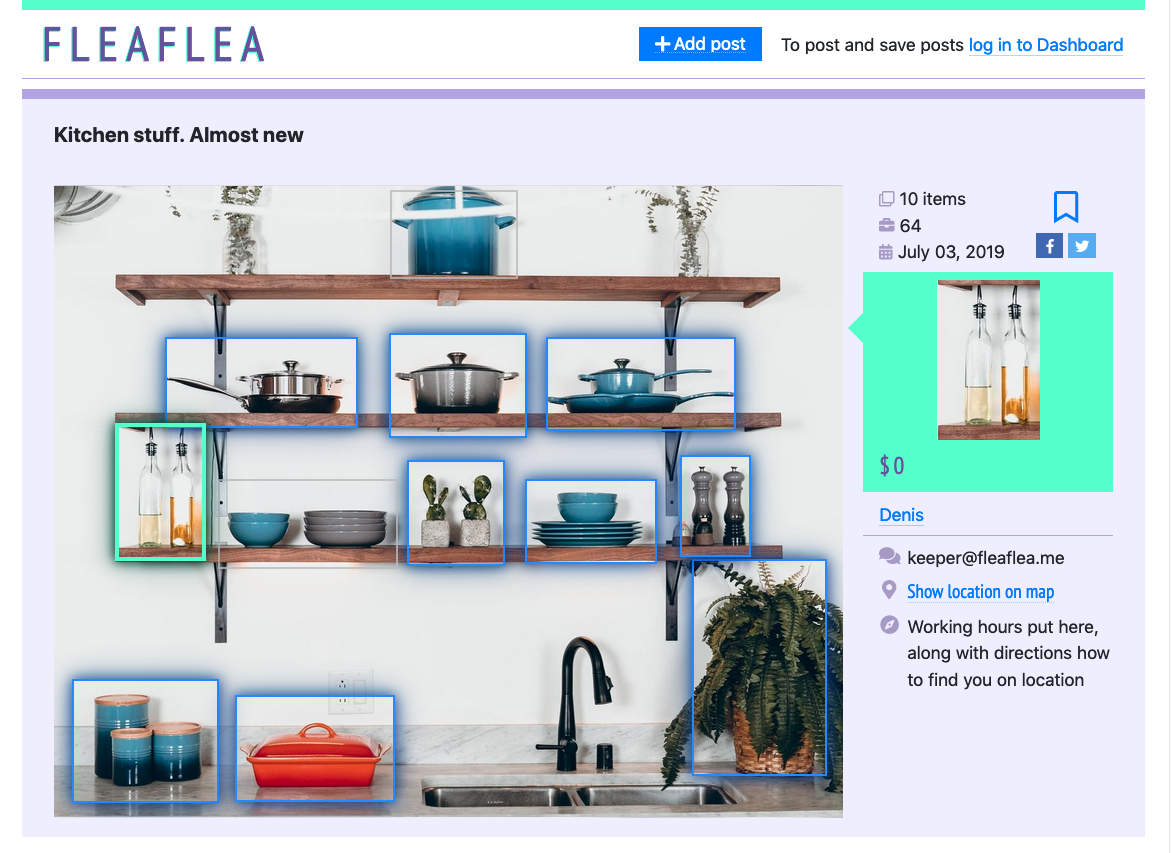 FLEAFLEA
Add post
To post and save posts log in to Dashboard
Kitchen stuff. Almost new
10 items
64
July 03, 2019
$0
Denis
keeper@fleaflea.me
Show location on map
Working hours put here,
along with directions how
to find you on location